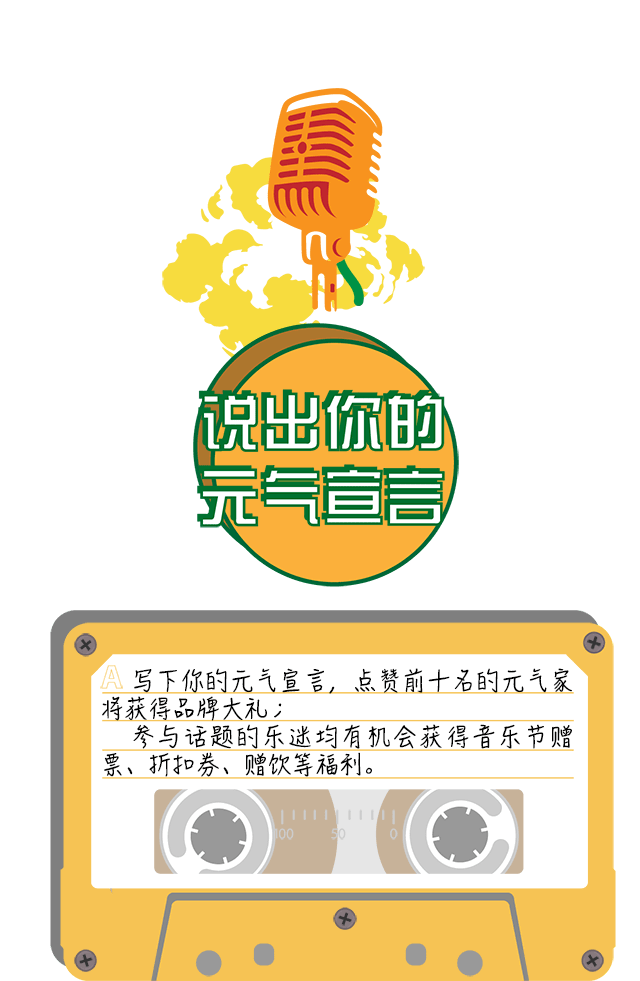 说出你的
元气宣言
A 写下你的元气宣言，点赞前十名的元气家
将获得品牌大礼；
参与话题的乐迷均有机会获得音乐节赠
票、折扣券、赠饮等福利。
100 50 0